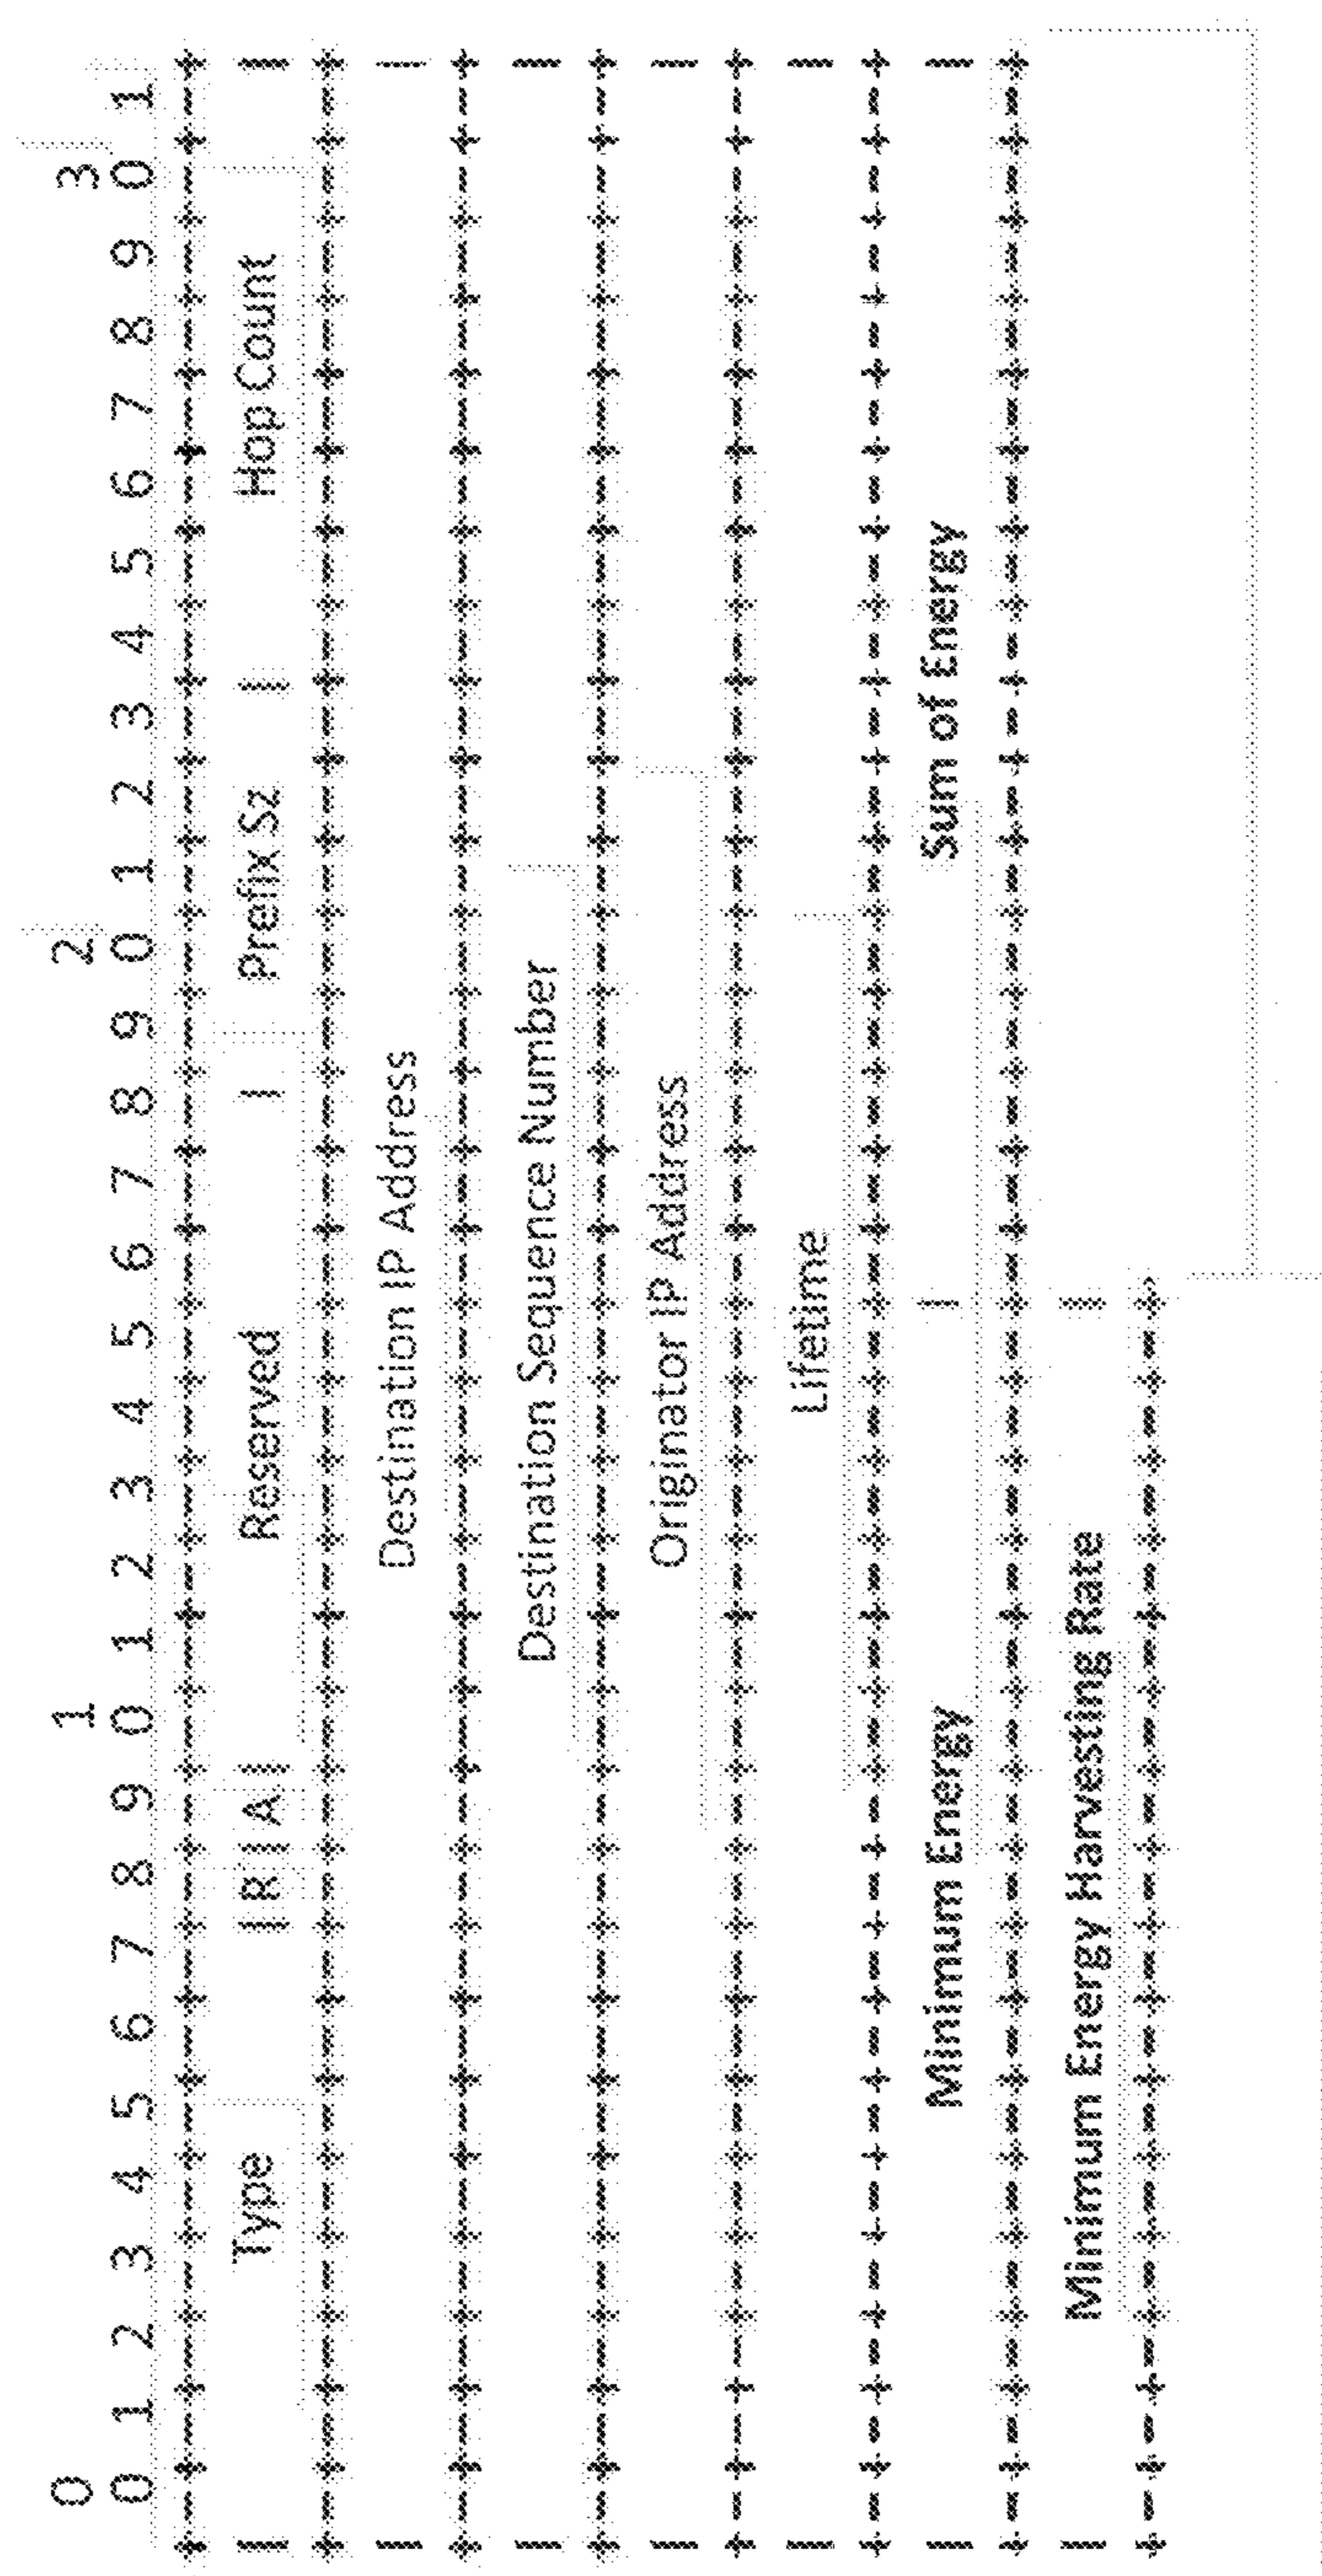 0 1 2 3
0 1 2 3 4 5 6 7 8 9 0 1 2 3 4 5 6 7 8 9 0 1 2 3 4 5 6 7 8 9 0 1
+-+-+-+-+-+-+-+-+-+-+-+-+-+-+-+-+-+-+-+-+-+-+-+-+-+-+-+-+-+-+-+-+
| Type |R|A| Reserved | Prefix Sz | Hop Count |
+-+-+-+-+-+-+-+-+-+-+-+-+-+-+-+-+-+-+-+-+-+-+-+-+-+-+-+-+-+-+-+-+
| Destination IP Address |
+-+-+-+-+-+-+-+-+-+-+-+-+-+-+-+-+-+-+-+-+-+-+-+-+-+-+-+-+-+-+-+-+
| Destination Sequence Number |
+-+-+-+-+-+-+-+-+-+-+-+-+-+-+-+-+-+-+-+-+-+-+-+-+-+-+-+-+-+-+-+-+
| Originator IP Address |
+-+-+-+-+-+-+-+-+-+-+-+-+-+-+-+-+-+-+-+-+-+-+-+-+-+-+-+-+-+-+-+-+
| Lifetime |
+-+-+-+-+-+-+-+-+-+-+-+-+-+-+-+-+-+-+-+-+-+-+-+-+-+-+-+-+-+-+-+-+
| Minimum Energy | Sum of Energy |
+-+-+-+-+-+-+-+-+-+-+-+-+-+-+-+-+-+-+-+-+-+-+-+-+-+-+-+-+-+-+-+-+
| Minimum Energy Harvesting Rate |
+-+-+-+-+-+-+-+-+-+-+-+-+-+-+-+-+